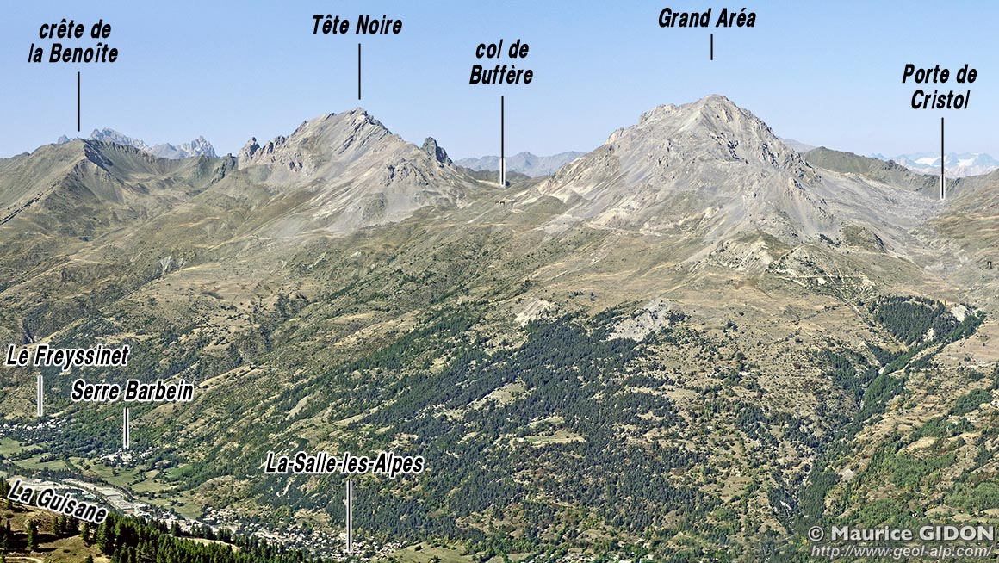 crête de
la Benoîte
Tête Noire
col de
Buffère
Grand Aréa
Porte de
Cristol
Le Freyssinet
Serre Barbein
La-Salle-les-Alpes
La Guisane
© Maurice GIDON
http://www.geol-alp.com/